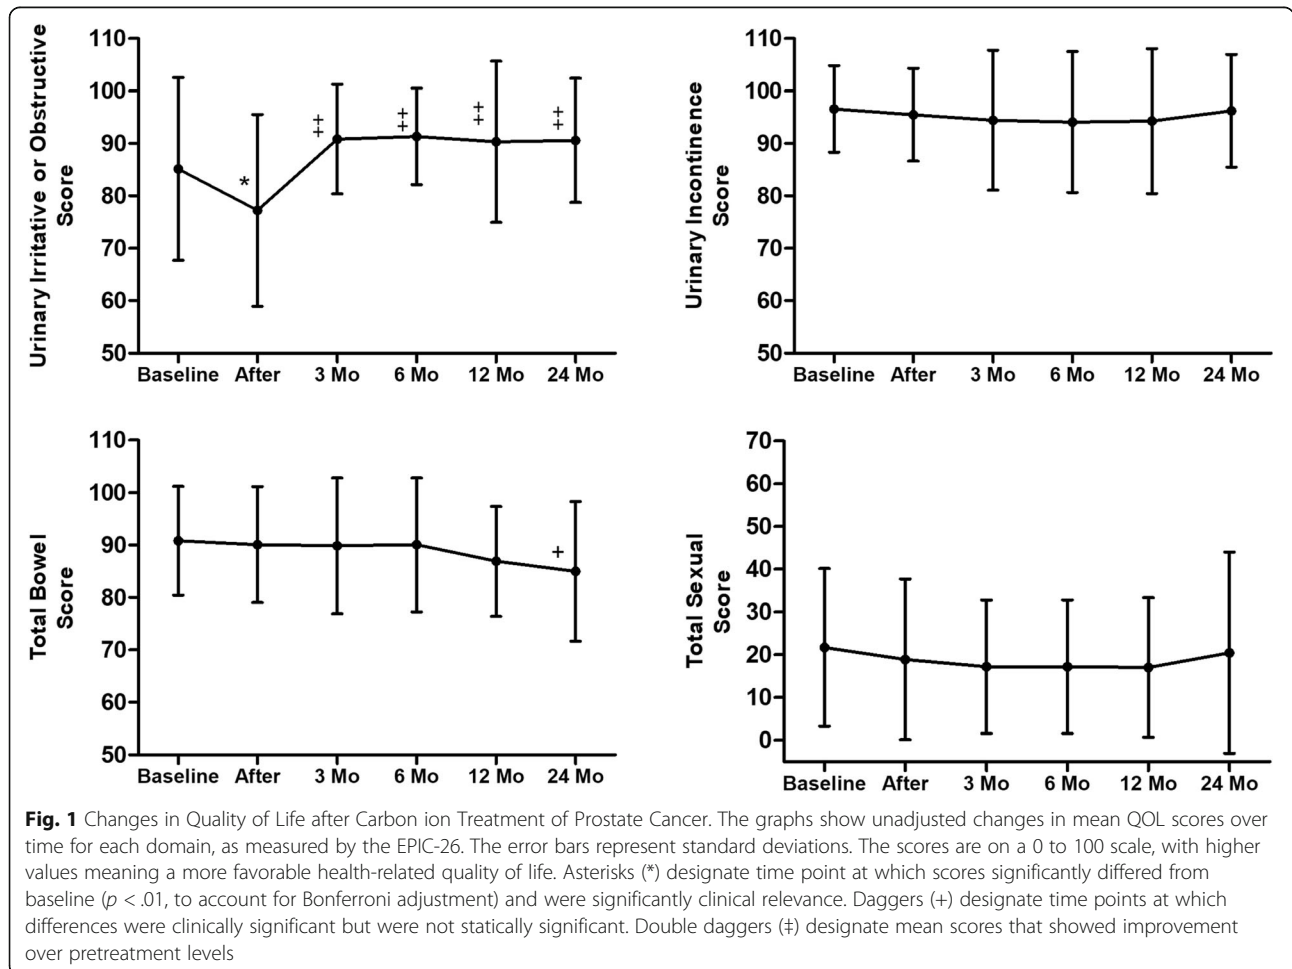 Urinary Irritative or Obstructive
Score
110
100
90
80
70
60
50
*
‡
‡
‡
‡
Baseline After 3 Mo 6 Mo 12 Mo 24 Mo
Urinary Incontinence
Score
110
100
90
80
70
60
50
Baseline After 3 Mo 6 Mo 12 Mo 24 Mo
Total Bowel
Score
110
100
90
80
70
60
50
+
Baseline After 3 Mo 6 Mo 12 Mo 24 Mo
Total Sexual
Score
70
60
50
40
30
20
10
0
Baseline After 3 Mo 6 Mo 12 Mo 24 Mo
Fig. 1 Changes in Quality of Life after Carbon ion Treatment of Prostate Cancer. The graphs show unadjusted changes in mean QOL scores over
time for each domain, as measured by the EPIC-26. The error bars represent standard deviations. The scores are on a 0 to 100 scale, with higher
values meaning a more favorable health-related quality of life. Asterisks (*) designate time point at which scores significantly differed from
baseline (p < .01, to account for Bonferroni adjustment) and were significantly clinical relevance. Daggers (+) designate time points at which
differences were clinically significant but were not statically significant. Double daggers (‡) designate mean scores that showed improvement
over pretreatment levels